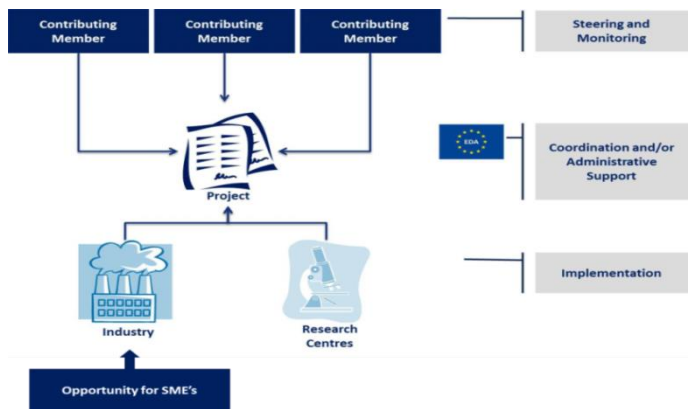 Contributing
Member
Contributing
Member
Contributing
Member
Steering and
Monitoring
EDA
Coordination and/or
Administrative
Support
Project
Implementation
Industry
Research
Centres
Opportunity for SME's